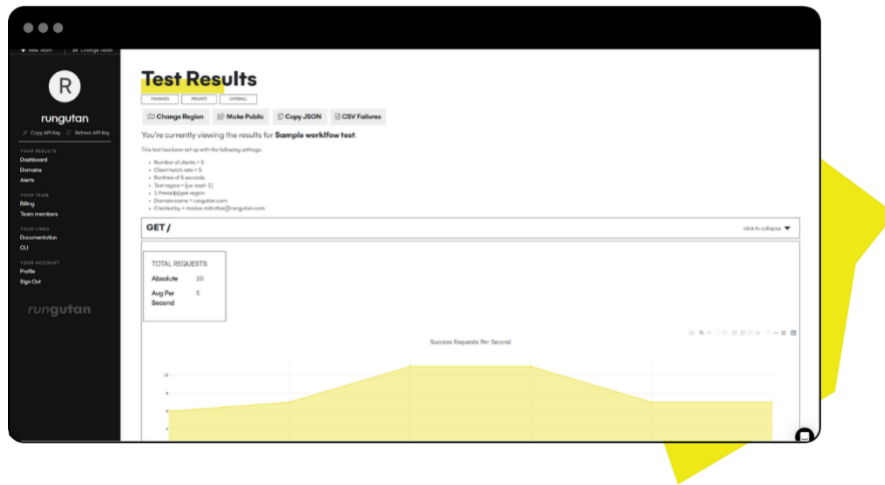 New Team
Change Team
R
rungutan
Copy API Key
Refresh API Key
YOUR RESULTS
Dashboard
Domains
Alerts
YOUR TEAM
Billing
Team members
YOUR LINKS
Documentation
CLI
YOUR ACCOUNT
Profile
Sign Out
rungutan
Test Results
FINISHED
PRIVATE
OVERALL
Change Region
Make Public
Copy JSON
CSV Failures
You're currently viewing the results for Sample worklfow test.
This test has been set up with the following settings:
Number of clients = 5
Client hatch rate = 5
Runtime of 5 seconds
Test region = [us-east-1]
1 thread(s) per region
Domain name = rungutan.com
GET /
click to collapse
TOTAL REQUESTS
Absolute 20
Avg Per 5
Second
Success Requests Per Second
10
8
6
4